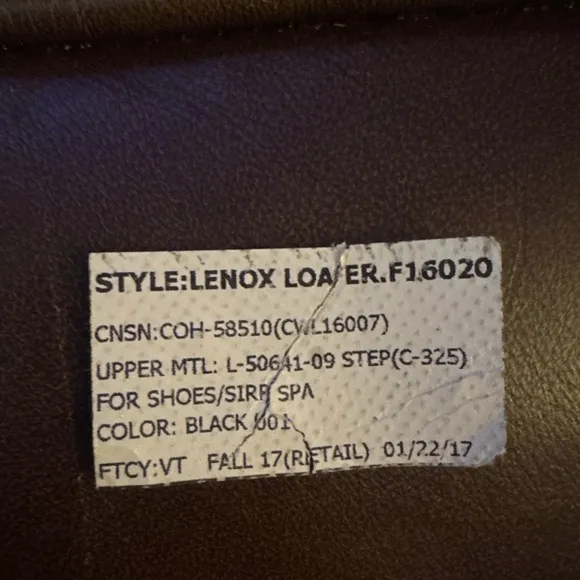 STYLE:LENOX LOAFER.F16020
CNSN:COH-58510(CWL16007)
UPPER MTL: L-50641-09 STEP(C-325)
FOR SHOES/SIRP SPA
COLOR: BLACK 001
FTCY:VT FALL 17(RETAIL) 01/22/17